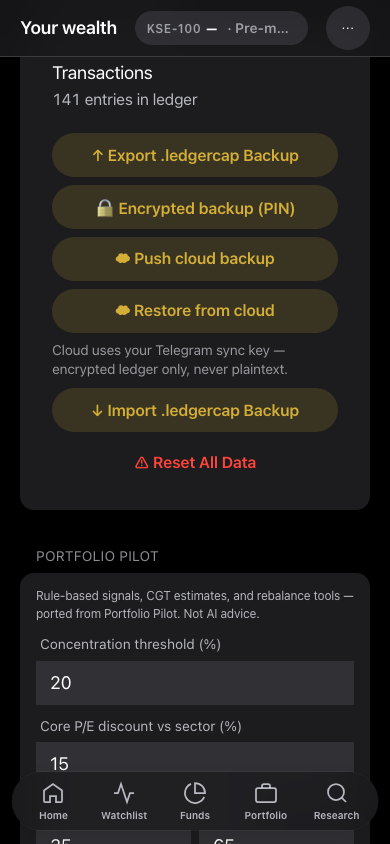 Your wealth
KSE-100 — · Pre-m...
...
Transactions
141 entries in ledger
↑ Export .ledgercap Backup
🔒 Encrypted backup (PIN)
☁ Push cloud backup
☁ Restore from cloud
Cloud uses your Telegram sync key —
encrypted ledger only, never plaintext.
↓ Import .ledgercap Backup
⚠ Reset All Data
PORTFOLIO PILOT
Rule-based signals, CGT estimates, and rebalance tools —
ported from Portfolio Pilot. Not AI advice.
Concentration threshold (%)
20
Core P/E discount vs sector (%)
15
Home Watchlist Funds Portfolio Research